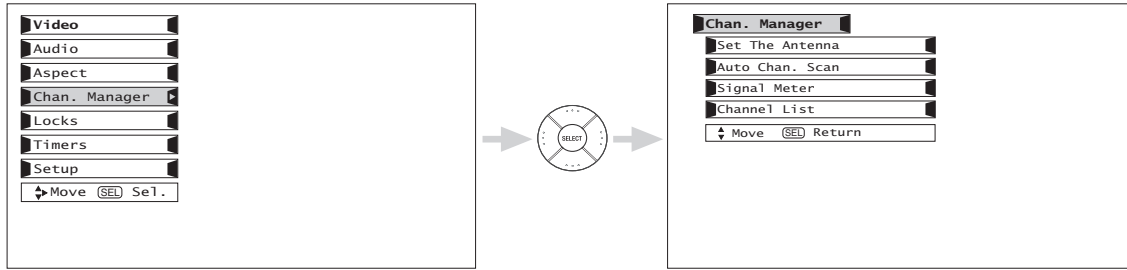 Video
Audio
Aspect
Chan. Manager
Locks
Timers
Setup
Move SEL Sel.
SELECT
Chan. Manager
Set The Antenna
Auto Chan. Scan
Signal Meter
Channel List
Move SEL Return